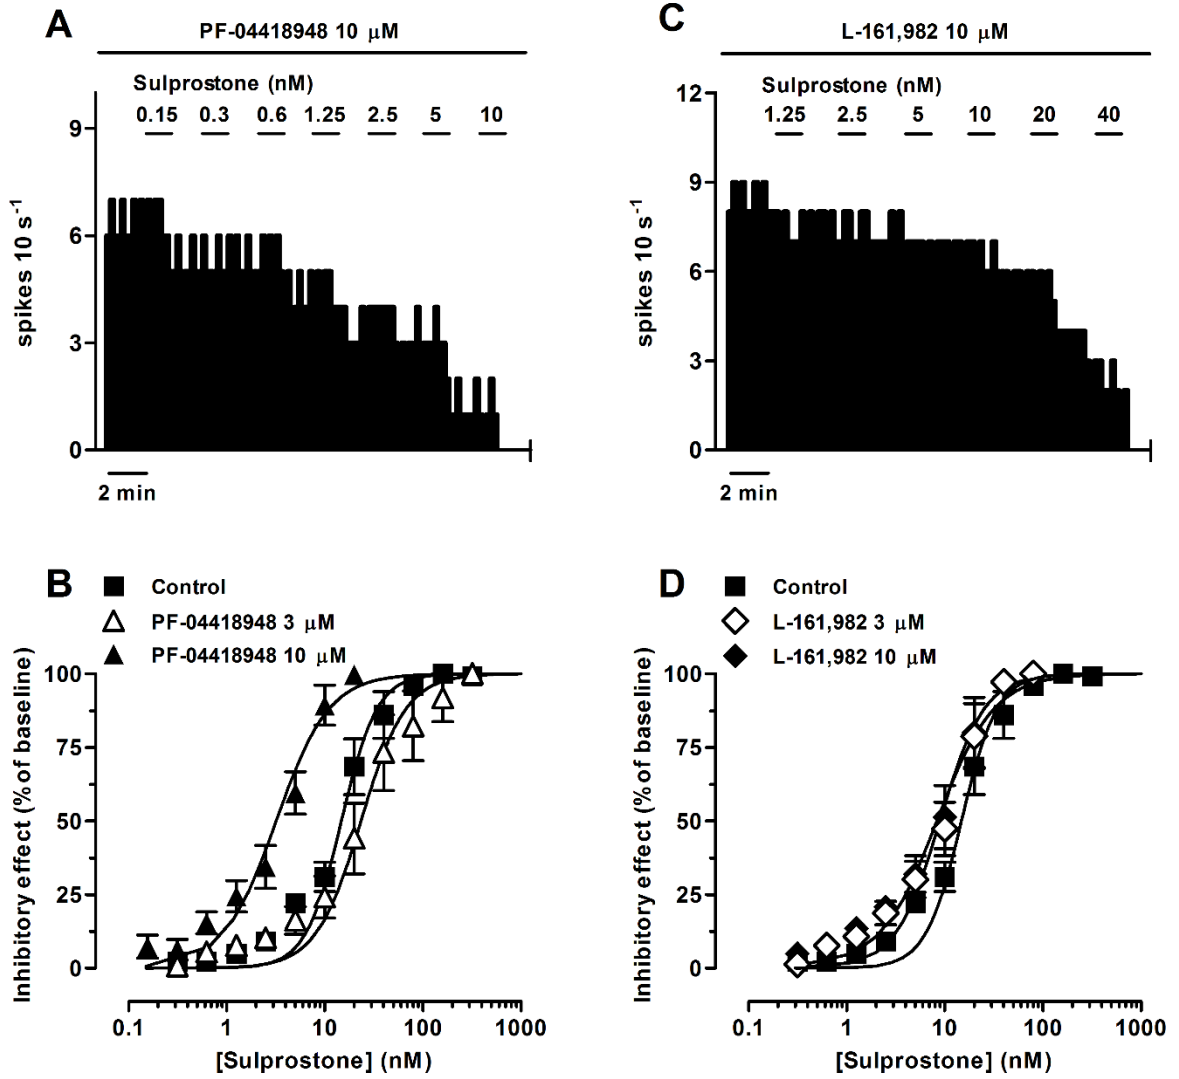 A
PF-04418948 10 μM
Sulprostone (nM)
0.15 0.3 0.6 1.25 2.5 5 10
9
6
3
0
spikes 10 s-1
2 min
C
L-161,982 10 μM
Sulprostone (nM)
1.25 2.5 5 10 20 40
12
9
6
3
0
spikes 10 s-1
2 min
B
Control
PF-04418948 3 μM
PF-04418948 10 μM
100
75
50
25
0
Inhibitory effect (% of baseline)
0.1 1 10 100 1000
[Sulprostone] (nM)
D
Control
L-161,982 3 μM
L-161,982 10 μM
100
75
50
25
0
Inhibitory effect (% of baseline)
0.1 1 10 100 1000
[Sulprostone] (nM)